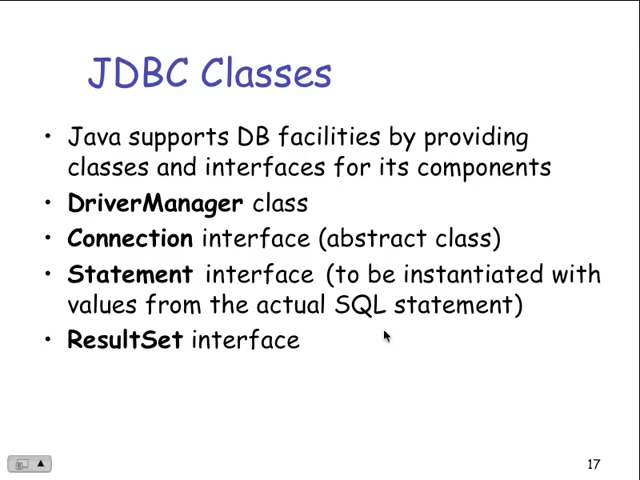 JDBC Classes
• Java supports DB facilities by providing
classes and interfaces for its components
• DriverManager class
• Connection interface (abstract class)
• Statement interface (to be instantiated with
values from the actual SQL statement)
• ResultSet interface
17